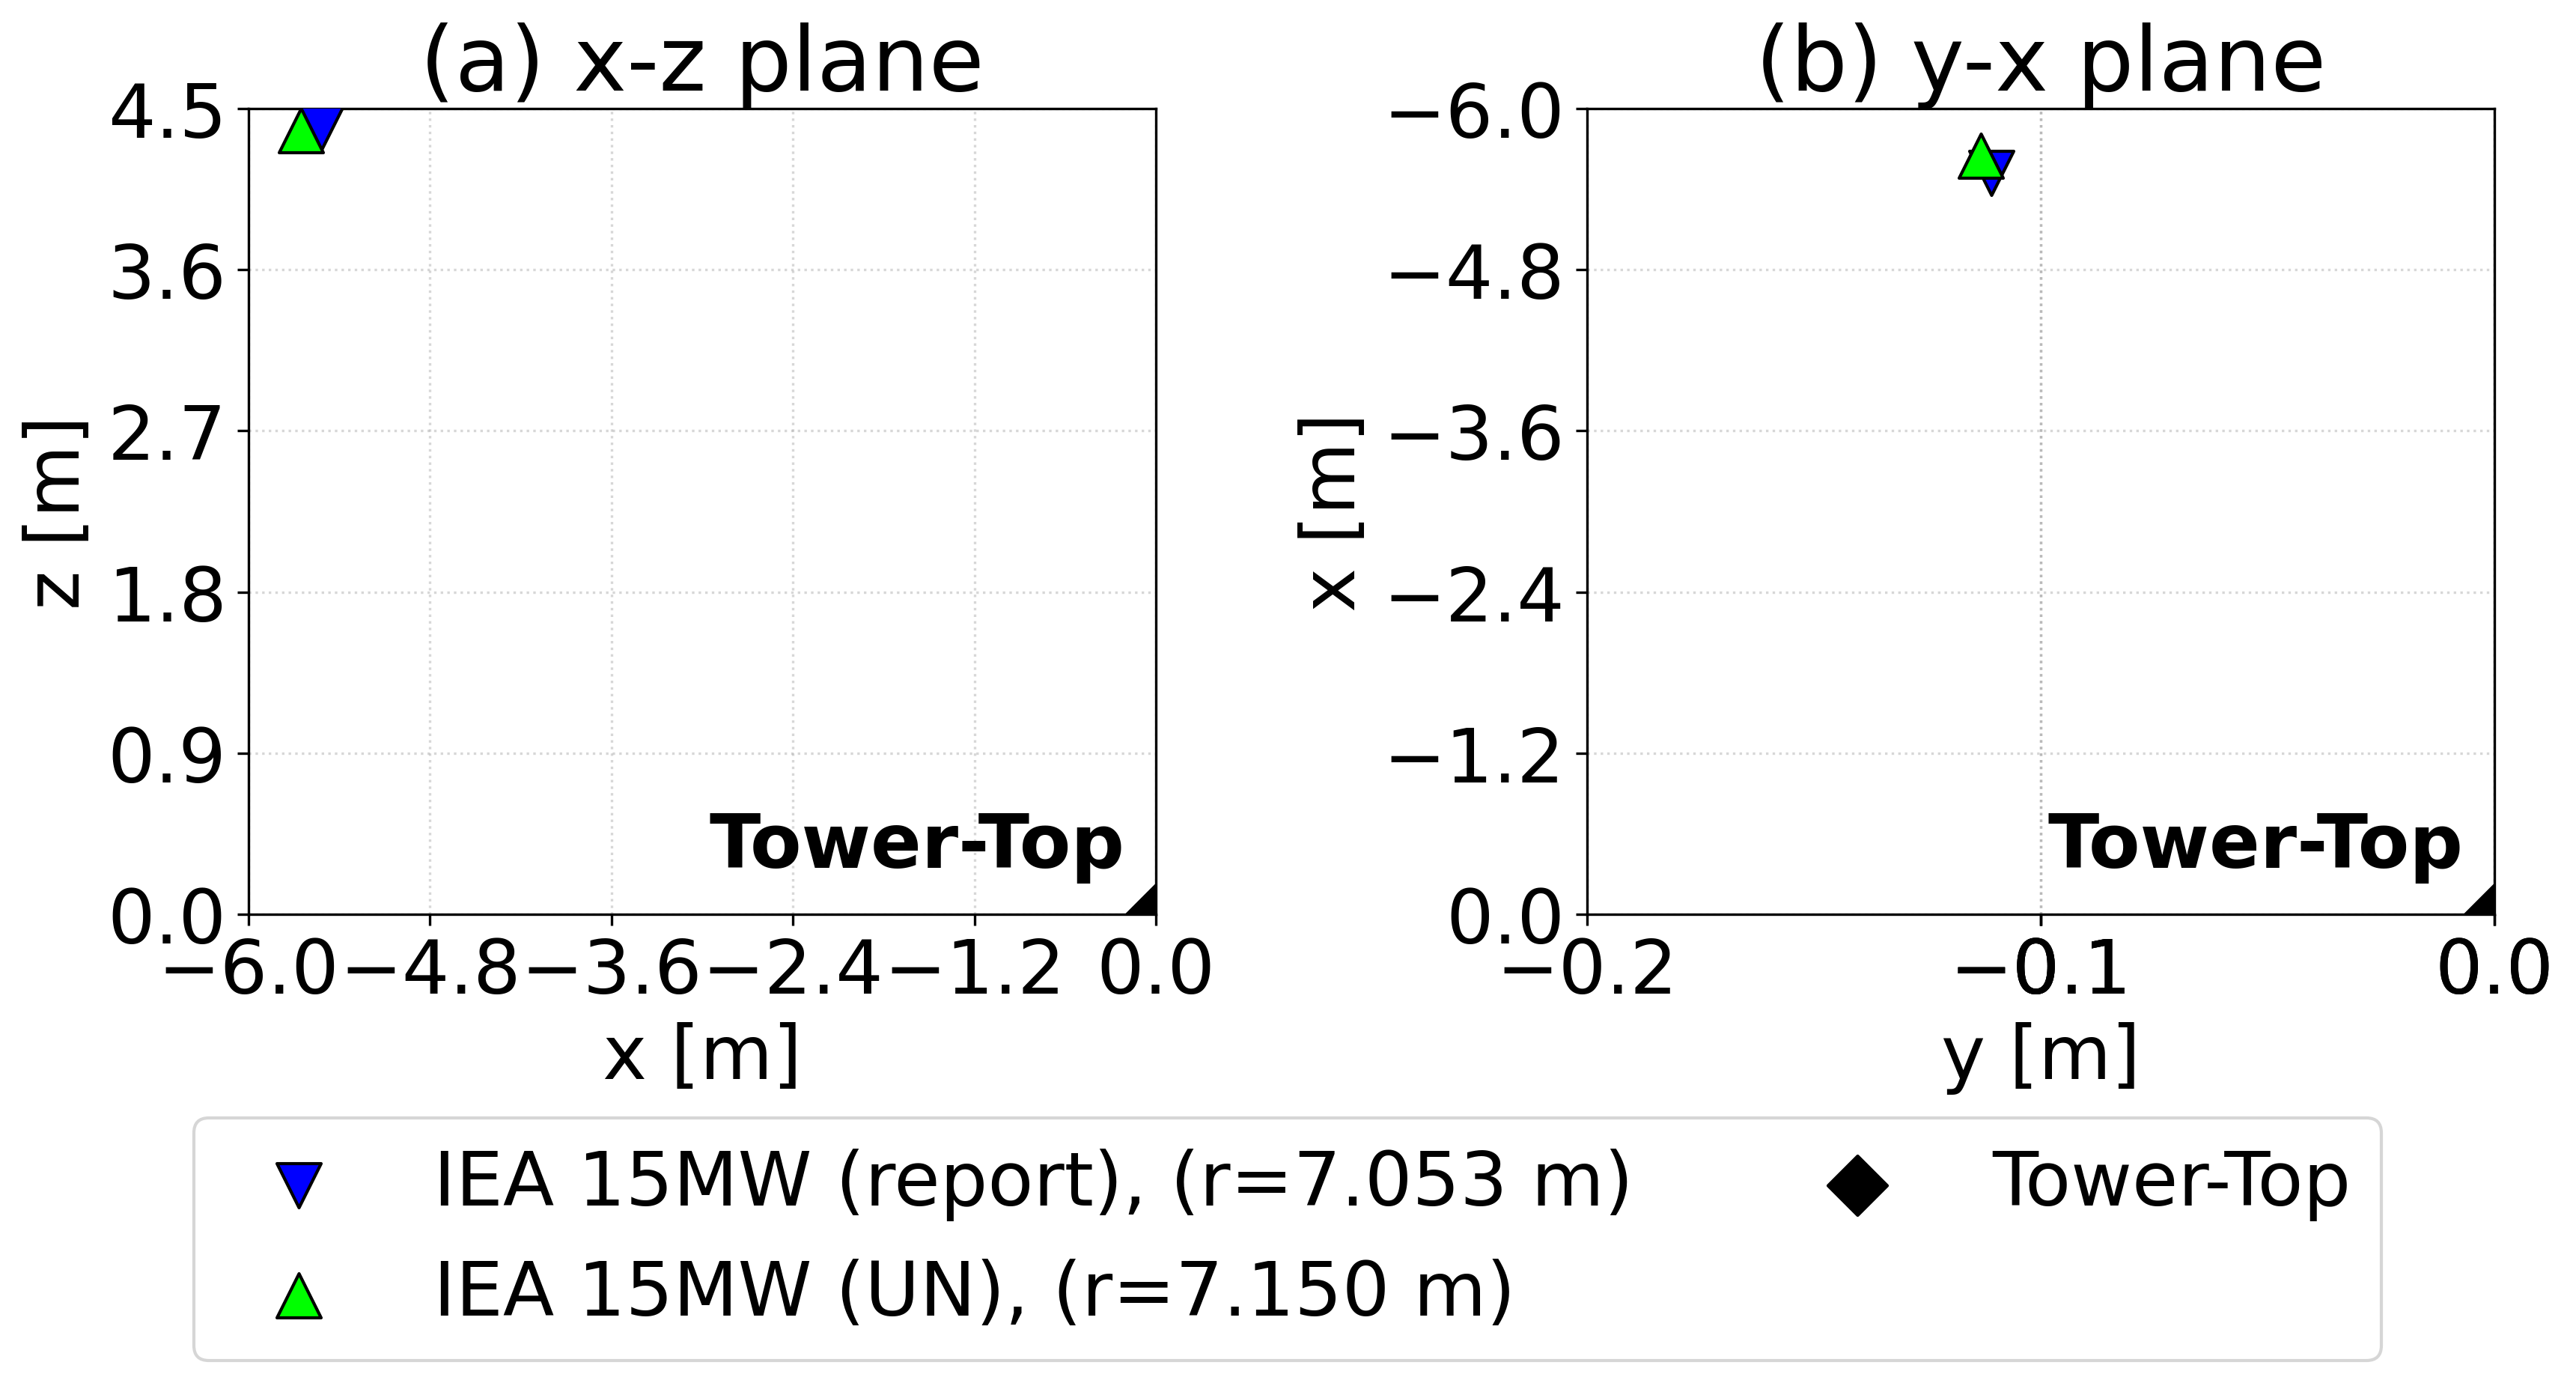 (a) x-z plane
4.5
3.6
2.7
1.8
0.9
0.0
z [m]
−6.0 −4.8 −3.6 −2.4 −1.2 0.0
x [m]
Tower-Top
(b) y-x plane
−6.0
−4.8
−3.6
−2.4
−1.2
0.0
x [m]
−0.2 −0.1 0.0
y [m]
Tower-Top
IEA 15MW (report), (r=7.053 m)
IEA 15MW (UN), (r=7.150 m)
Tower-Top